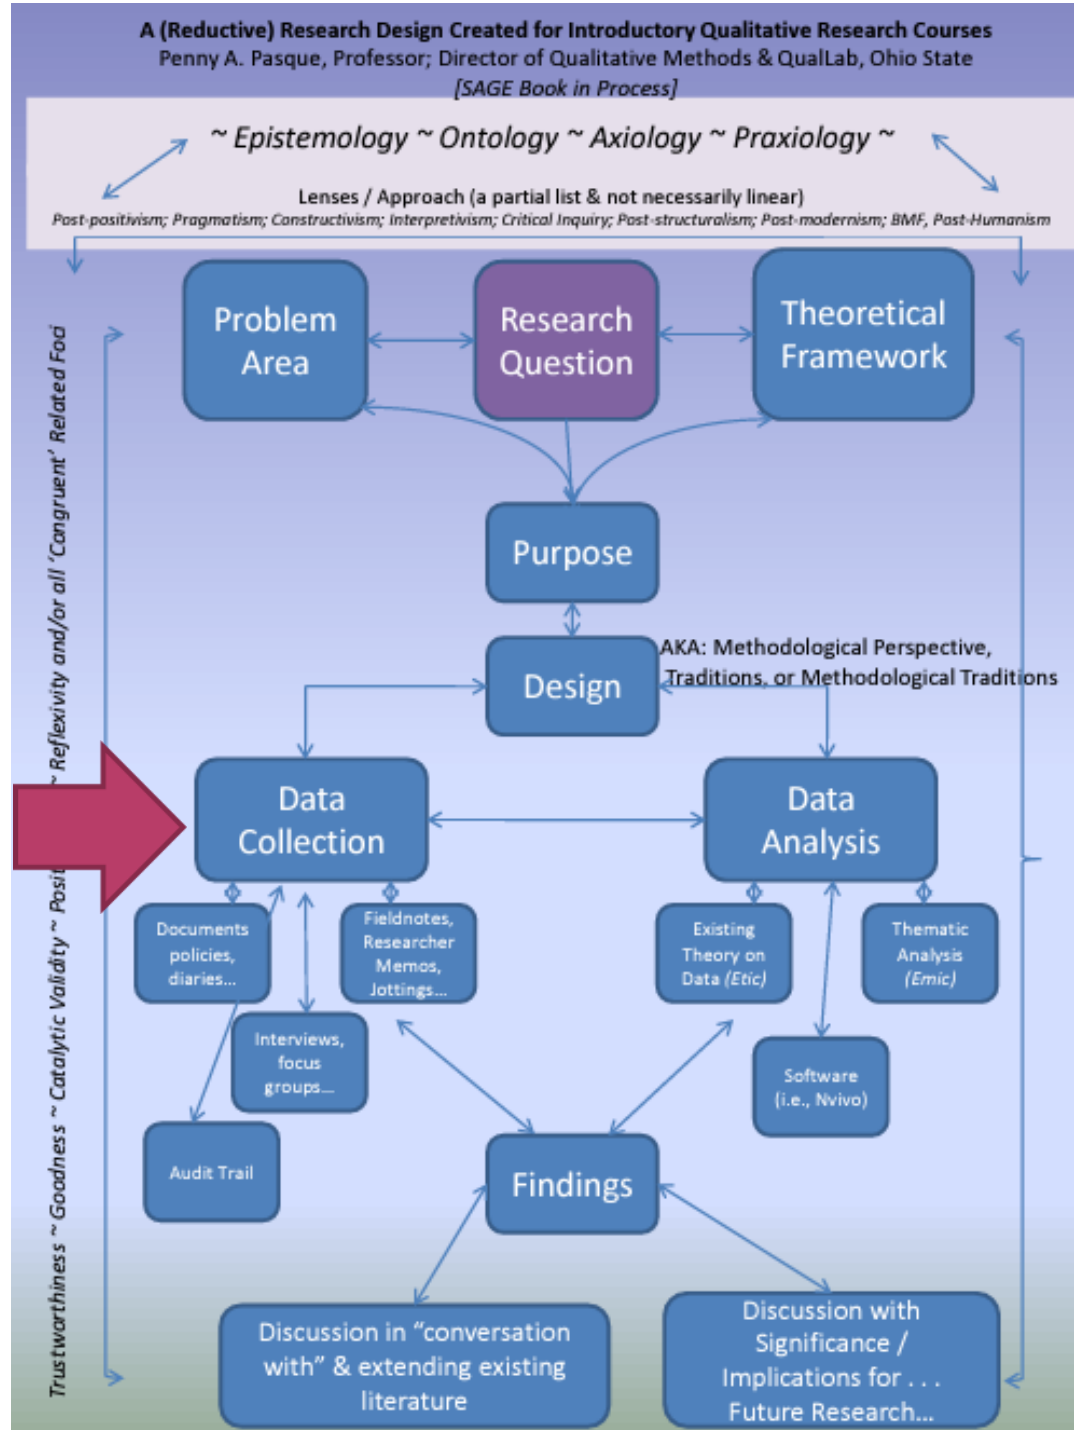 A (Reductive) Research Design Created for Introductory Qualitative Research Courses
Penny A. Pasque, Professor; Director of Qualitative Methods & QualLab, Ohio State
[SAGE Book in Process]
~ Epistemology ~ Ontology ~ Axiology ~ Praxiology ~
Lenses / Approach (a partial list & not necessarily linear)
Post-positivism; Pragmatism; Constructivism; Interpretivism; Critical Inquiry; Post-structuralism; Post-modernism; BMF, Post-Humanism
Problem
Area
Research
Question
Theoretical
Framework
Purpose
Design
AKA: Methodological Perspective,
Traditions, or Methodological Traditions
Data
Collection
Data
Analysis
Documents
policies,
diaries...
Fieldnotes,
Researcher
Memos,
Jottings...
Interviews,
focus
groups...
Audit Trail
Existing
Theory on
Data (Etic)
Thematic
Analysis
(Emic)
Software
(i.e., Nvivo)
Findings
Discussion in “conversation
with” & extending existing
literature
Discussion with
Significance /
Implications for . . .
Future Research...
Trustworthiness ~ Goodness ~ Catalytic Validity ~ ~ Reflexivity and/or all ‘Congruent’ Related Foci